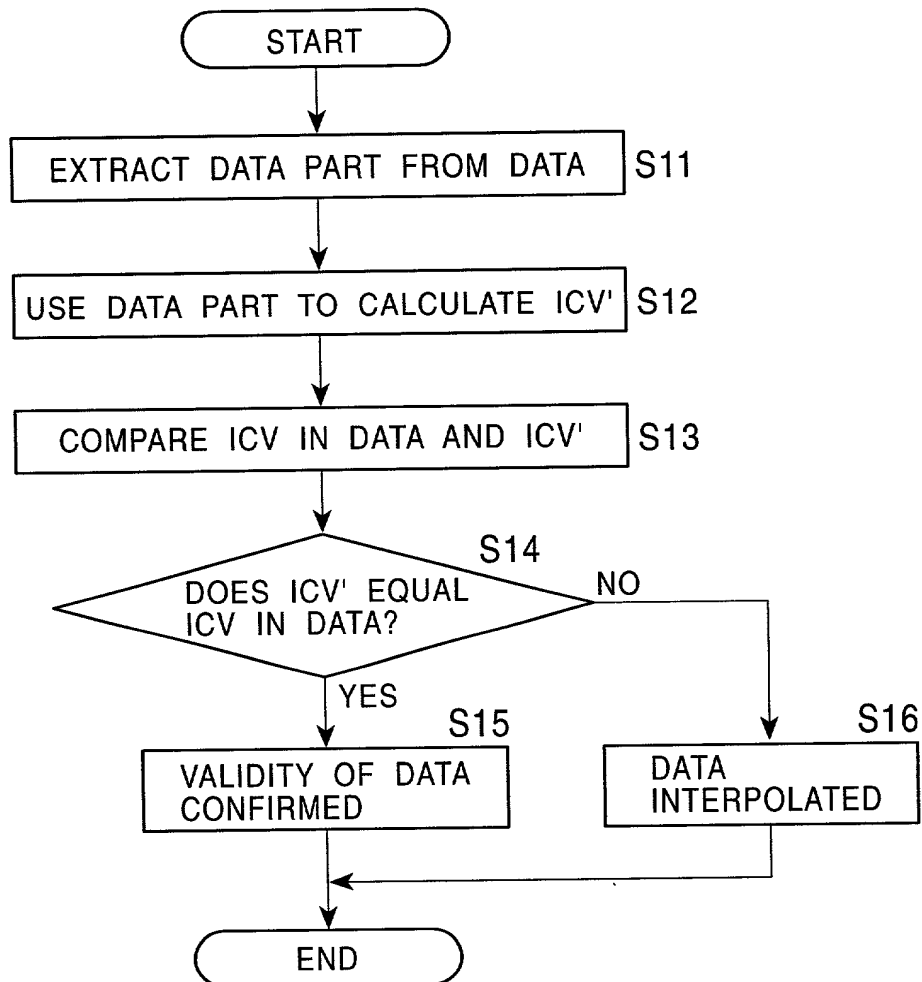 START
EXTRACT DATA PART FROM DATA
S11
USE DATA PART TO CALCULATE ICV'
S12
COMPARE ICV IN DATA AND ICV'
S13
S14
DOES ICV' EQUAL
ICV IN DATA?
NO
YES
S15
VALIDITY OF DATA
CONFIRMED
S16
DATA
INTERPOLATED
END